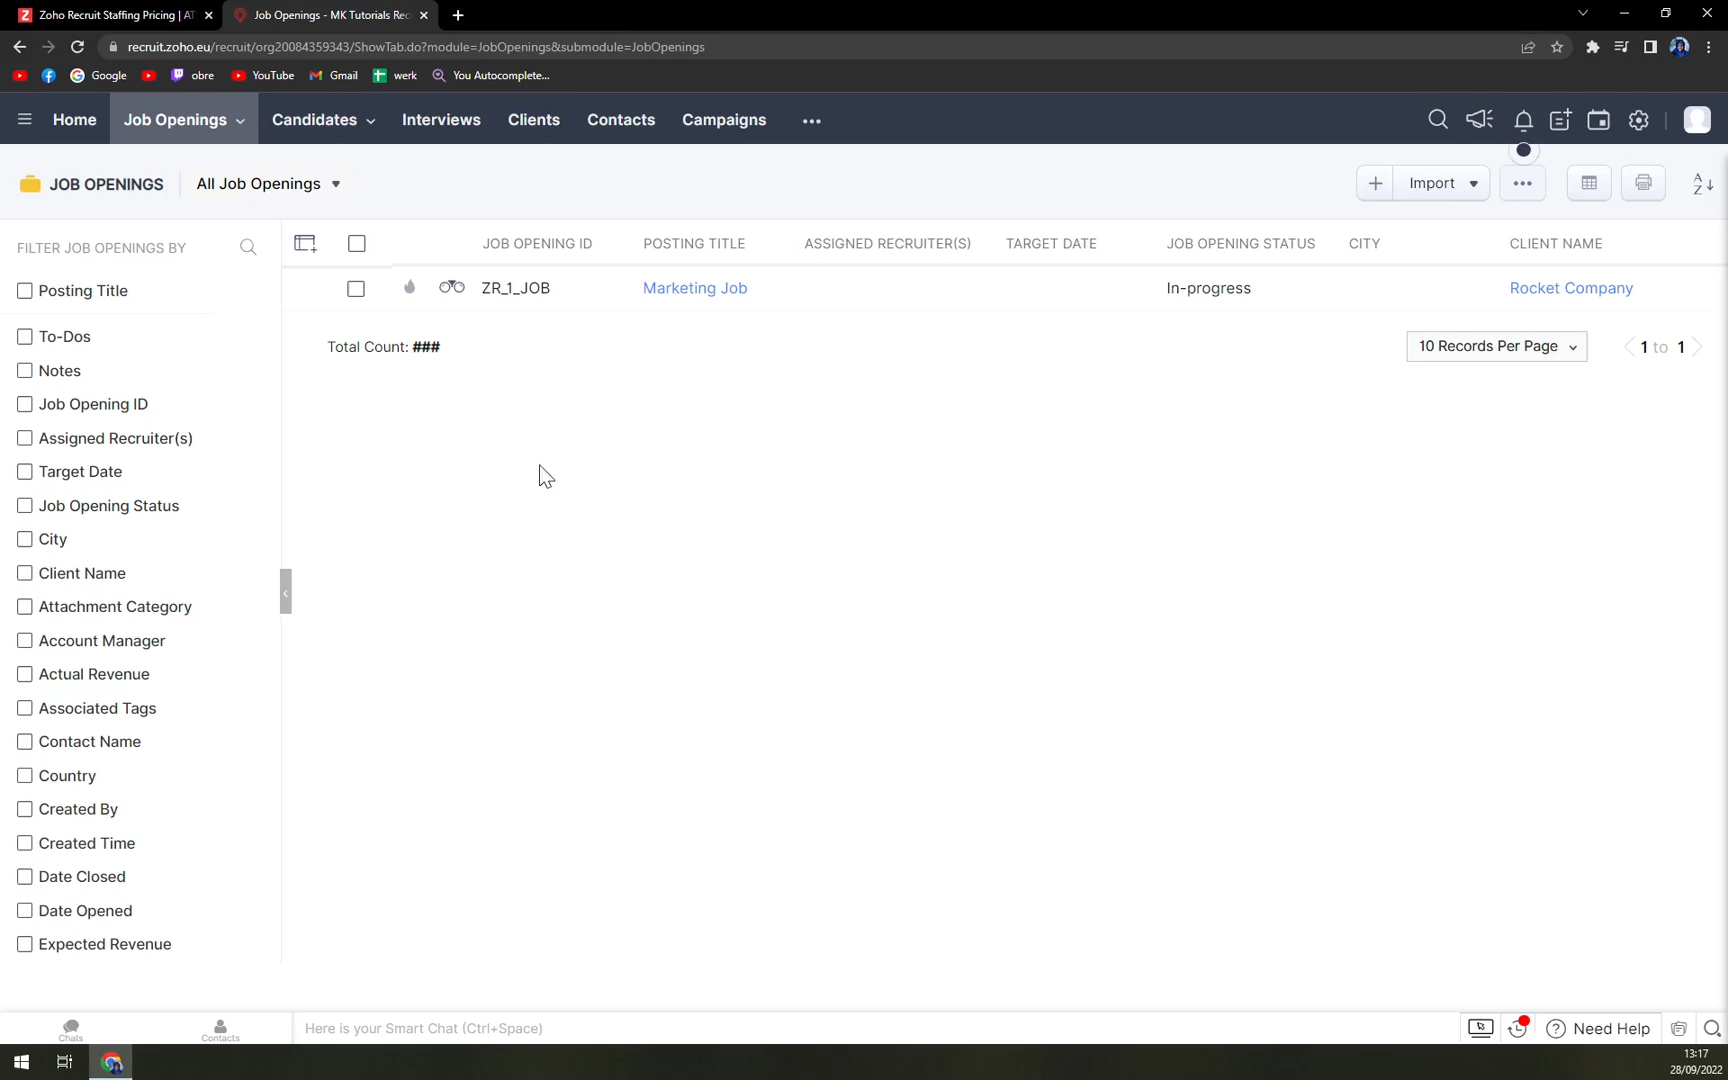 Zoho Recruit Staffing Pricing | AT
Job Openings - MK Tutorials Rec
recruit.zoho.eu/recruit/org20084359343/ShowTab.do?module=JobOpenings&submodule=JobOpenings
Google
obre
YouTube
Gmail
werk
You Autocomplete...
Home
Job Openings
Candidates
Interviews
Clients
Contacts
Campaigns
JOB OPENINGS
All Job Openings
Import
A
Z
FILTER JOB OPENINGS BY
JOB OPENING ID
POSTING TITLE
ASSIGNED RECRUITER(S)
TARGET DATE
JOB OPENING STATUS
CITY
CLIENT NAME
ZR_1_JOB
Marketing Job
In-progress
Rocket Company
Total Count: ###
10 Records Per Page
1 to 1
Posting Title
To-Dos
Notes
Job Opening ID
Assigned Recruiter(s)
Target Date
Job Opening Status
City
Client Name
Attachment Category
Account Manager
Actual Revenue
Associated Tags
Contact Name
Country
Created By
Created Time
Date Closed
Date Opened
Expected Revenue
Chats
Contacts
Here is your Smart Chat (Ctrl+Space)
Need Help
13:17
28/09/2022